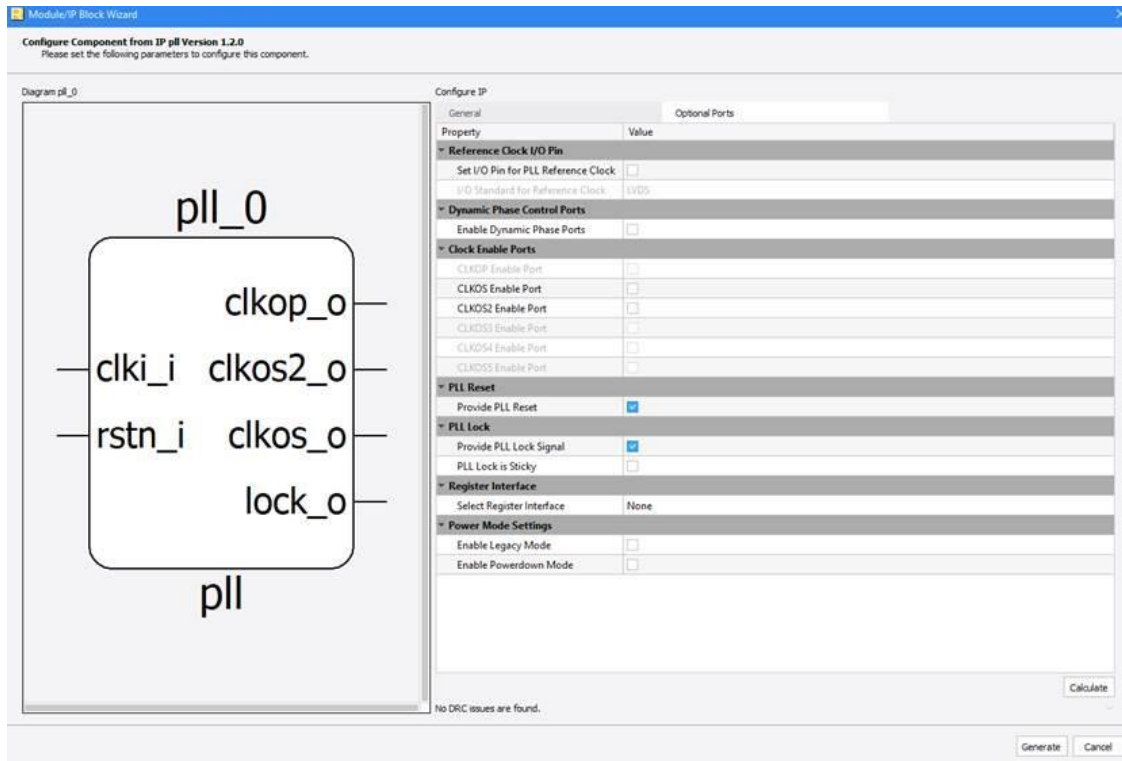 Module/IP Block Wizard
Configure Component from IP pll Version 1.2.0
Please set the following parameters to configure this component.
Diagram pll_0
pll_0
clkop_o
clki_i clkos2_o
rstn_i clkos_o
lock_o
pll
Configure IP
General Optional Ports
Property Value
Reference Clock I/O Pin
Set I/O Pin for PLL Reference Clock
I/O Standard for Reference Clock LVDS
Dynamic Phase Control Ports
Enable Dynamic Phase Ports
Clock Enable Ports
CLKOP Enable Port
CLKOS Enable Port
CLKOS2 Enable Port
CLKOS3 Enable Port
CLKOS4 Enable Port
CLKOS5 Enable Port
PLL Reset
Provide PLL Reset
PLL Lock
Provide PLL Lock Signal
PLL Lock is Sticky
Register Interface
Select Register Interface None
Power Mode Settings
Enable Legacy Mode
Enable Powerdown Mode
Calculate
No DRC issues are found.
Generate Cancel